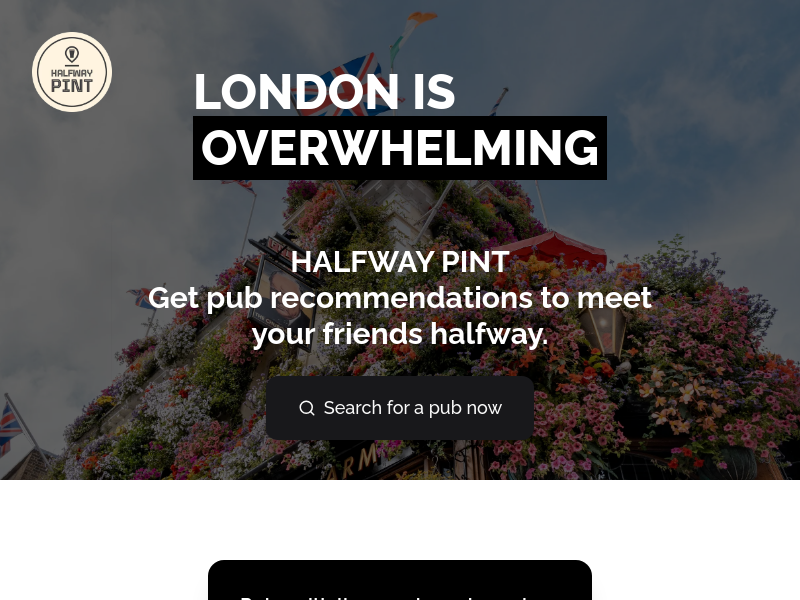 HALFWAY
PINT
LONDON IS
OVERWHELMING
HALFWAY PINT
Get pub recommendations to meet
your friends halfway.
Search for a pub now
ARM